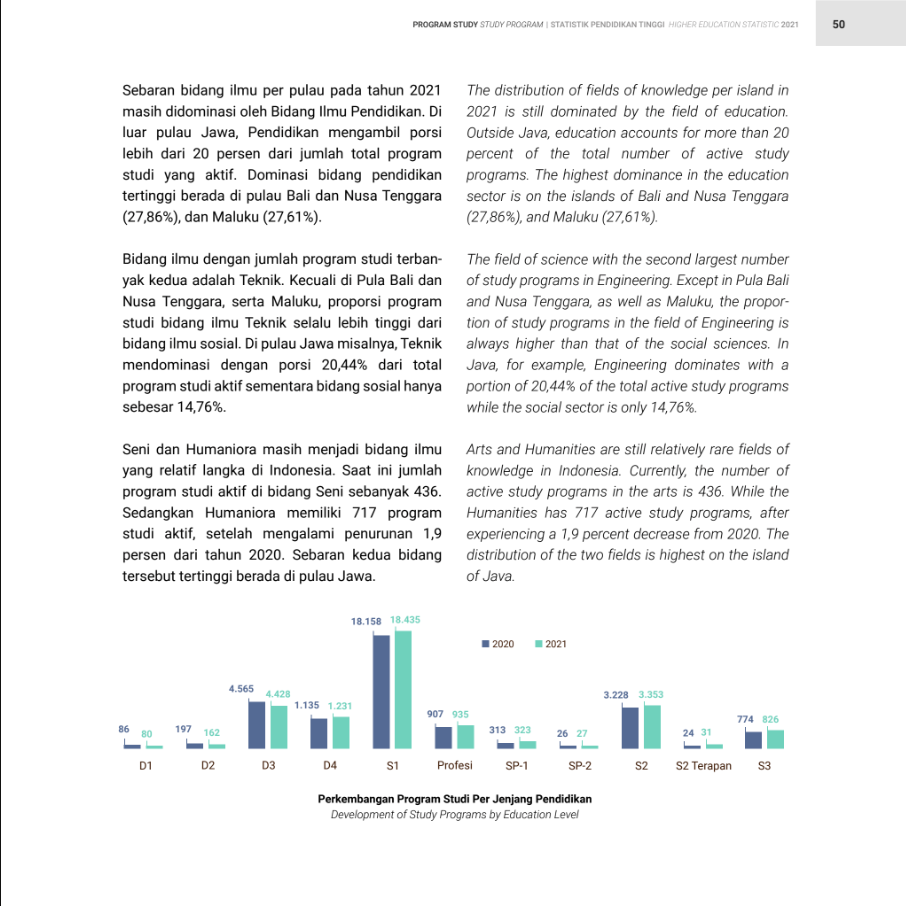 PROGRAM STUDY STUDY PROGRAM | STATISTIK PENDIDIKAN TINGGI HIGHER EDUCATION STATISTIC 2021
50
Sebaran bidang ilmu per pulau pada tahun 2021
masih didominasi oleh Bidang Ilmu Pendidikan. Di
luar pulau Jawa, Pendidikan mengambil porsi
lebih dari 20 persen dari jumlah total program
studi yang aktif. Dominasi bidang pendidikan
tertinggi berada di pulau Bali dan Nusa Tenggara
(27,86%), dan Maluku (27,61%).
Bidang ilmu dengan jumlah program studi terban-
yak kedua adalah Teknik. Kecuali di Pula Bali dan
Nusa Tenggara, serta Maluku, proporsi program
studi bidang ilmu Teknik selalu lebih tinggi dari
bidang ilmu sosial. Di pulau Jawa misalnya, Teknik
mendominasi dengan porsi 20,44% dari total
program studi aktif sementara bidang sosial hanya
sebesar 14,76%.
Seni dan Humaniora masih menjadi bidang ilmu
yang relatif langka di Indonesia. Saat ini jumlah
program studi aktif di bidang Seni sebanyak 436.
Sedangkan Humaniora memiliki 717 program
studi aktif, setelah mengalami penurunan 1,9
persen dari tahun 2020. Sebaran kedua bidang
tersebut tertinggi berada di pulau Jawa.
The distribution of fields of knowledge per island in
2021 is still dominated by the field of education.
Outside Java, education accounts for more than 20
percent of the total number of active study
programs. The highest dominance in the education
sector is on the islands of Bali and Nusa Tenggara
(27,86%), and Maluku (27,61%).
The field of science with the second largest number
of study programs in Engineering. Except in Pula Bali
and Nusa Tenggara, as well as Maluku, the propor-
tion of study programs in the field of Engineering is
always higher than that of the social sciences. In
Java, for example, Engineering dominates with a
portion of 20,44% of the total active study programs
while the social sector is only 14,76%.
Arts and Humanities are still relatively rare fields of
knowledge in Indonesia. Currently, the number of
active study programs in the arts is 436. While the
Humanities has 717 active study programs, after
experiencing a 1,9 percent decrease from 2020. The
distribution of the two fields is highest on the island
of Java.
2020 2021
86 80 197 162 4.565 4.428 1.135 1.231 18.158 18.435 907 935 313 323 26 27 3.228 3.353 24 31 774 826
D1 D2 D3 D4 S1 Profesi SP-1 SP-2 S2 S2 Terapan S3
Perkembangan Program Studi Per Jenjang Pendidikan
Development of Study Programs by Education Level